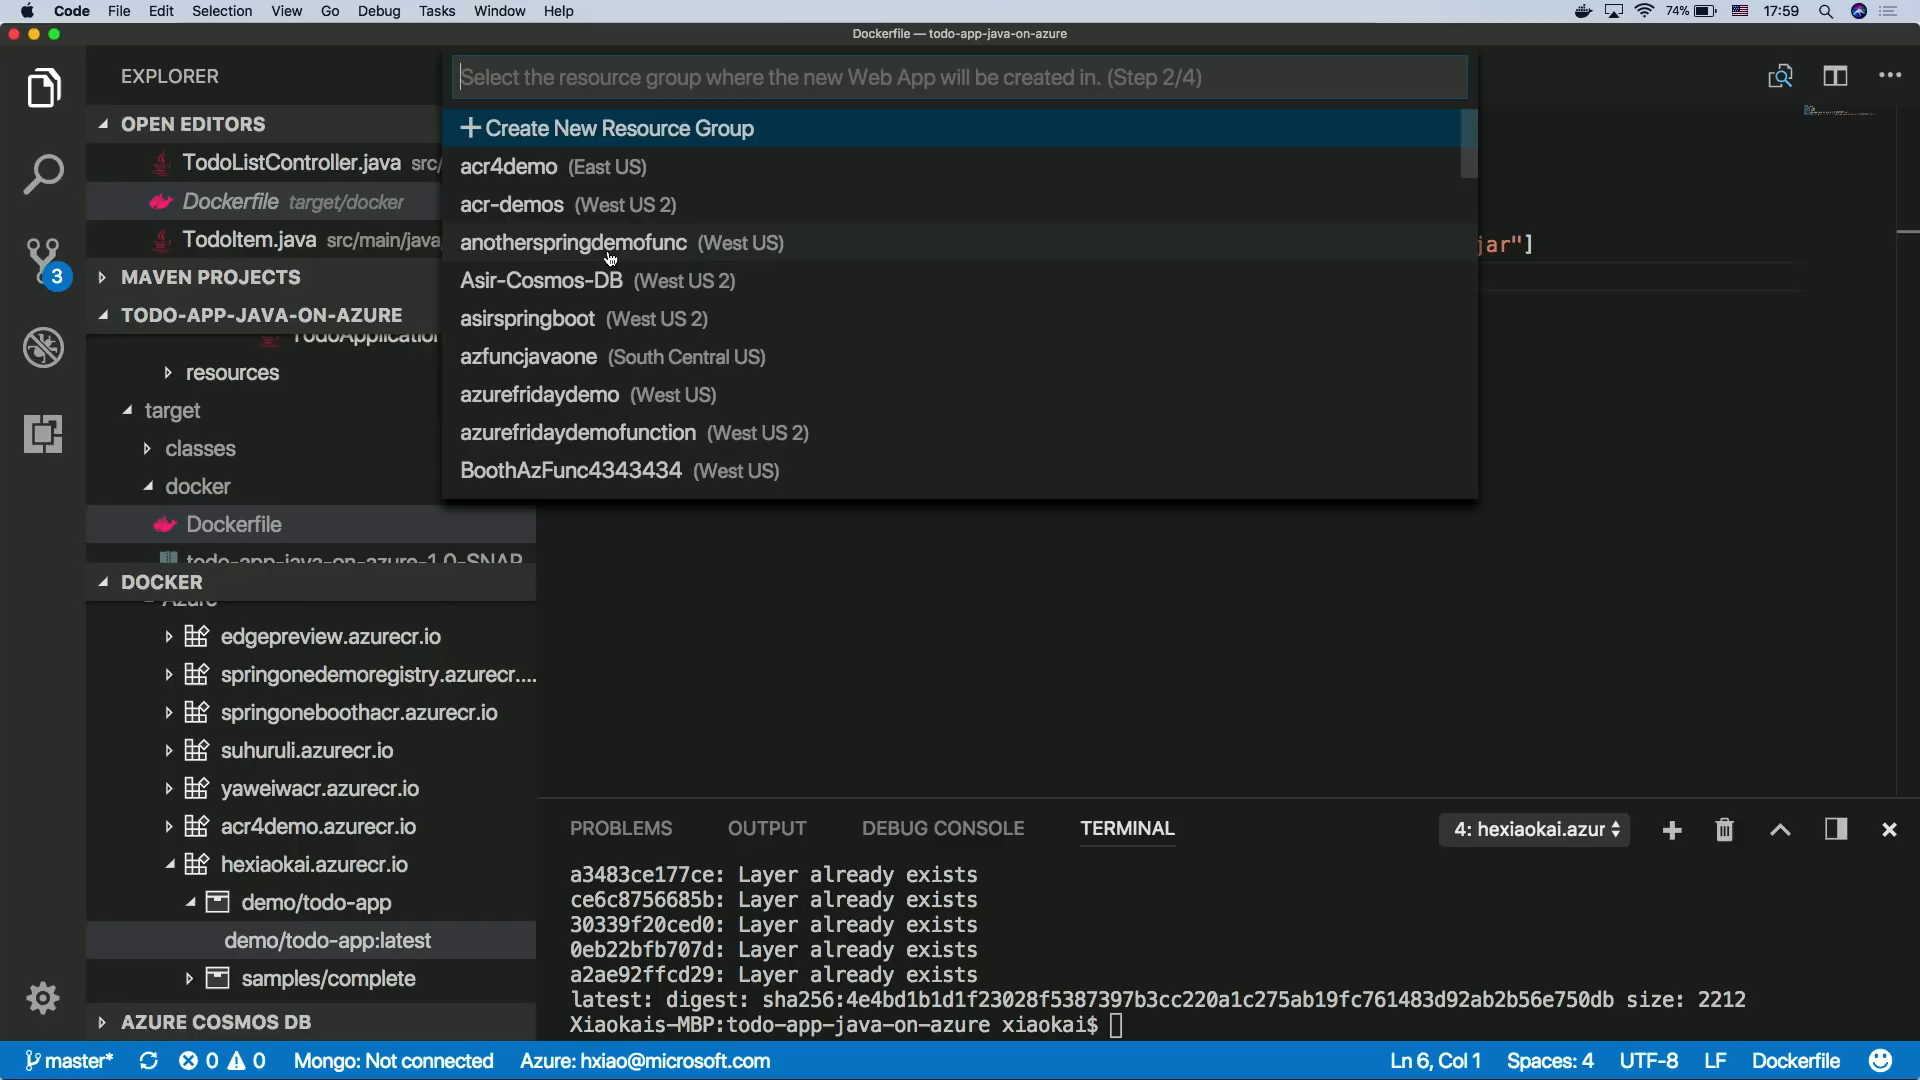 Code File Edit Selection View Go Debug Tasks Window Help 74% 17:59
Dockerfile — todo-app-java-on-azure
EXPLORER
OPEN EDITORS
TodoListController.java src/
Dockerfile target/docker
TodoItem.java src/main/java
3
MAVEN PROJECTS
TODO-APP-JAVA-ON-AZURE
TodoApplication
resources
target
classes
docker
Dockerfile
todo-app-java-on-azure-1.0-SNAP
DOCKER
Azure
edgepreview.azurecr.io
springonedemoregistry.azurecr....
springoneboothacr.azurecr.io
suhuruli.azurecr.io
yaweiwacr.azurecr.io
acr4demo.azurecr.io
hexiaokai.azurecr.io
demo/todo-app
demo/todo-app:latest
samples/complete
AZURE COSMOS DB
Select the resource group where the new Web App will be created in. (Step 2/4)
+ Create New Resource Group
acr4demo (East US)
acr-demos (West US 2)
anotherspringdemofunc (West US)
Asir-Cosmos-DB (West US 2)
asirspringboot (West US 2)
azfuncjavaone (South Central US)
azurefridaydemo (West US)
azurefridaydemofunction (West US 2)
BoothAzFunc4343434 (West US)
jar"]
PROBLEMS OUTPUT DEBUG CONSOLE TERMINAL 4: hexiaokai.azur
a3483ce177ce: Layer already exists
ce6c8756685b: Layer already exists
30339f20ced0: Layer already exists
0eb22bfb707d: Layer already exists
a2ae92ffcd29: Layer already exists
latest: digest: sha256:4e4bd1b1d1f23028f5387397b3cc220a1c275ab19fc761483d92ab2b56e750db size: 2212
Xiaokais-MBP:todo-app-java-on-azure xiaokai$
master* 0 0 Mongo: Not connected Azure: hxiao@microsoft.com Ln 6, Col 1 Spaces: 4 UTF-8 LF Dockerfile